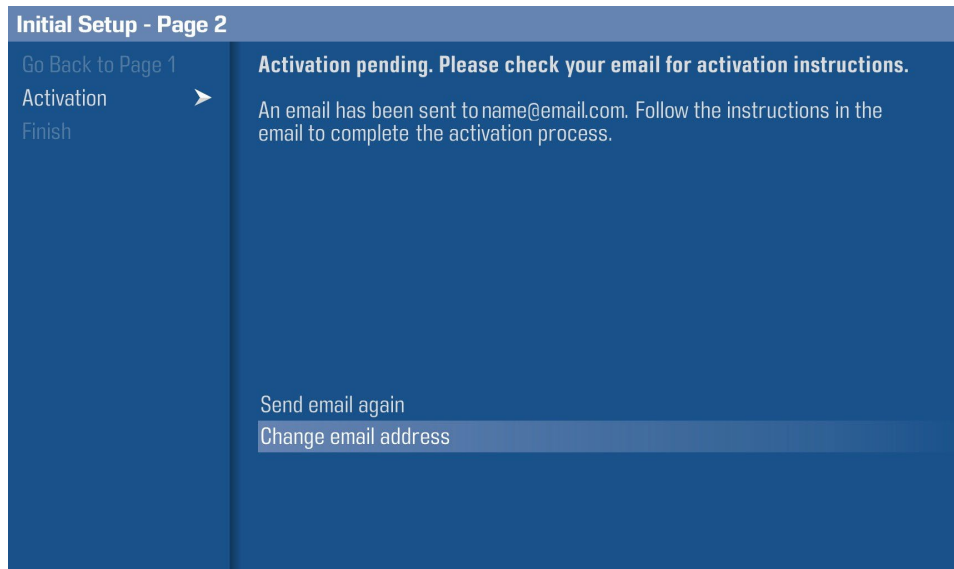 Initial Setup - Page 2
Go Back to Page 1
Activation
Finish
Activation pending. Please check your email for activation instructions.
An email has been sent to name@email.com. Follow the instructions in the
email to complete the activation process.
Send email again
Change email address